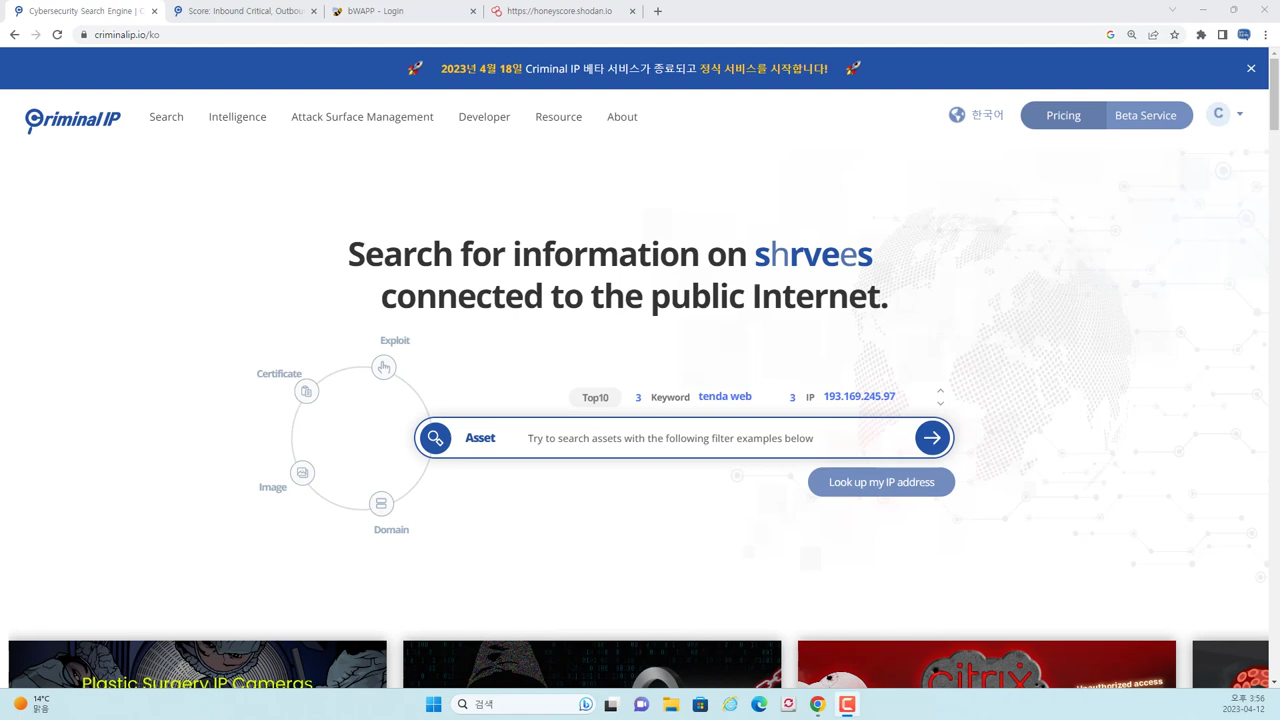 Cybersecurity Search Engine | C
Score: Inbound Critical, Outbou
bWAPP - Login
https://honeyscore.shodan.io
criminalip.io/ko
2023년 4월 18일 Criminal IP 베타 서비스가 종료되고 정식 서비스를 시작합니다!
Criminal IP
Search
Intelligence
Attack Surface Management
Developer
Resource
About
한국어
Pricing
Beta Service
C
Search for information on shrvees
connected to the public Internet.
Exploit
Certificate
Top10
3 Keyword tenda web
3 IP 193.169.245.97
Asset
Try to search assets with the following filter examples below
Look up my IP address
Image
Domain
Plastic Surgery IP Cameras
citrix
Unauthorized access
14°C
맑음
검색
오후 3:56
2023-04-12